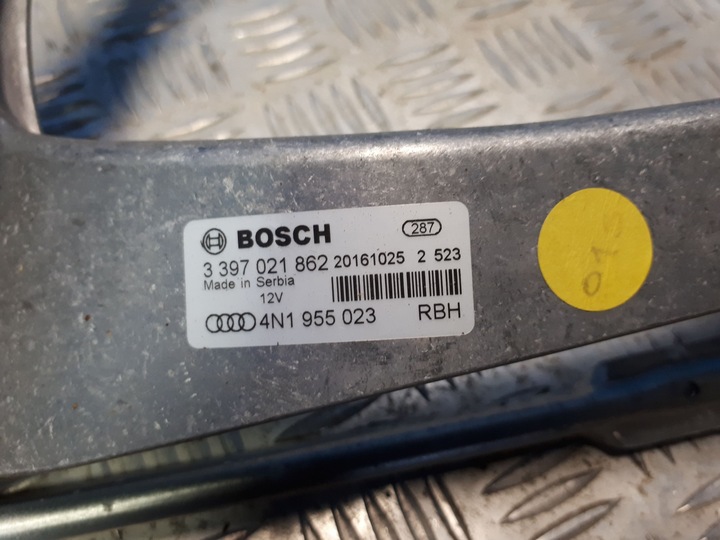 BOSCH 287
3 397 021 862 20161025 2 523
Made in Serbia
12V
4N1 955 023 RBH